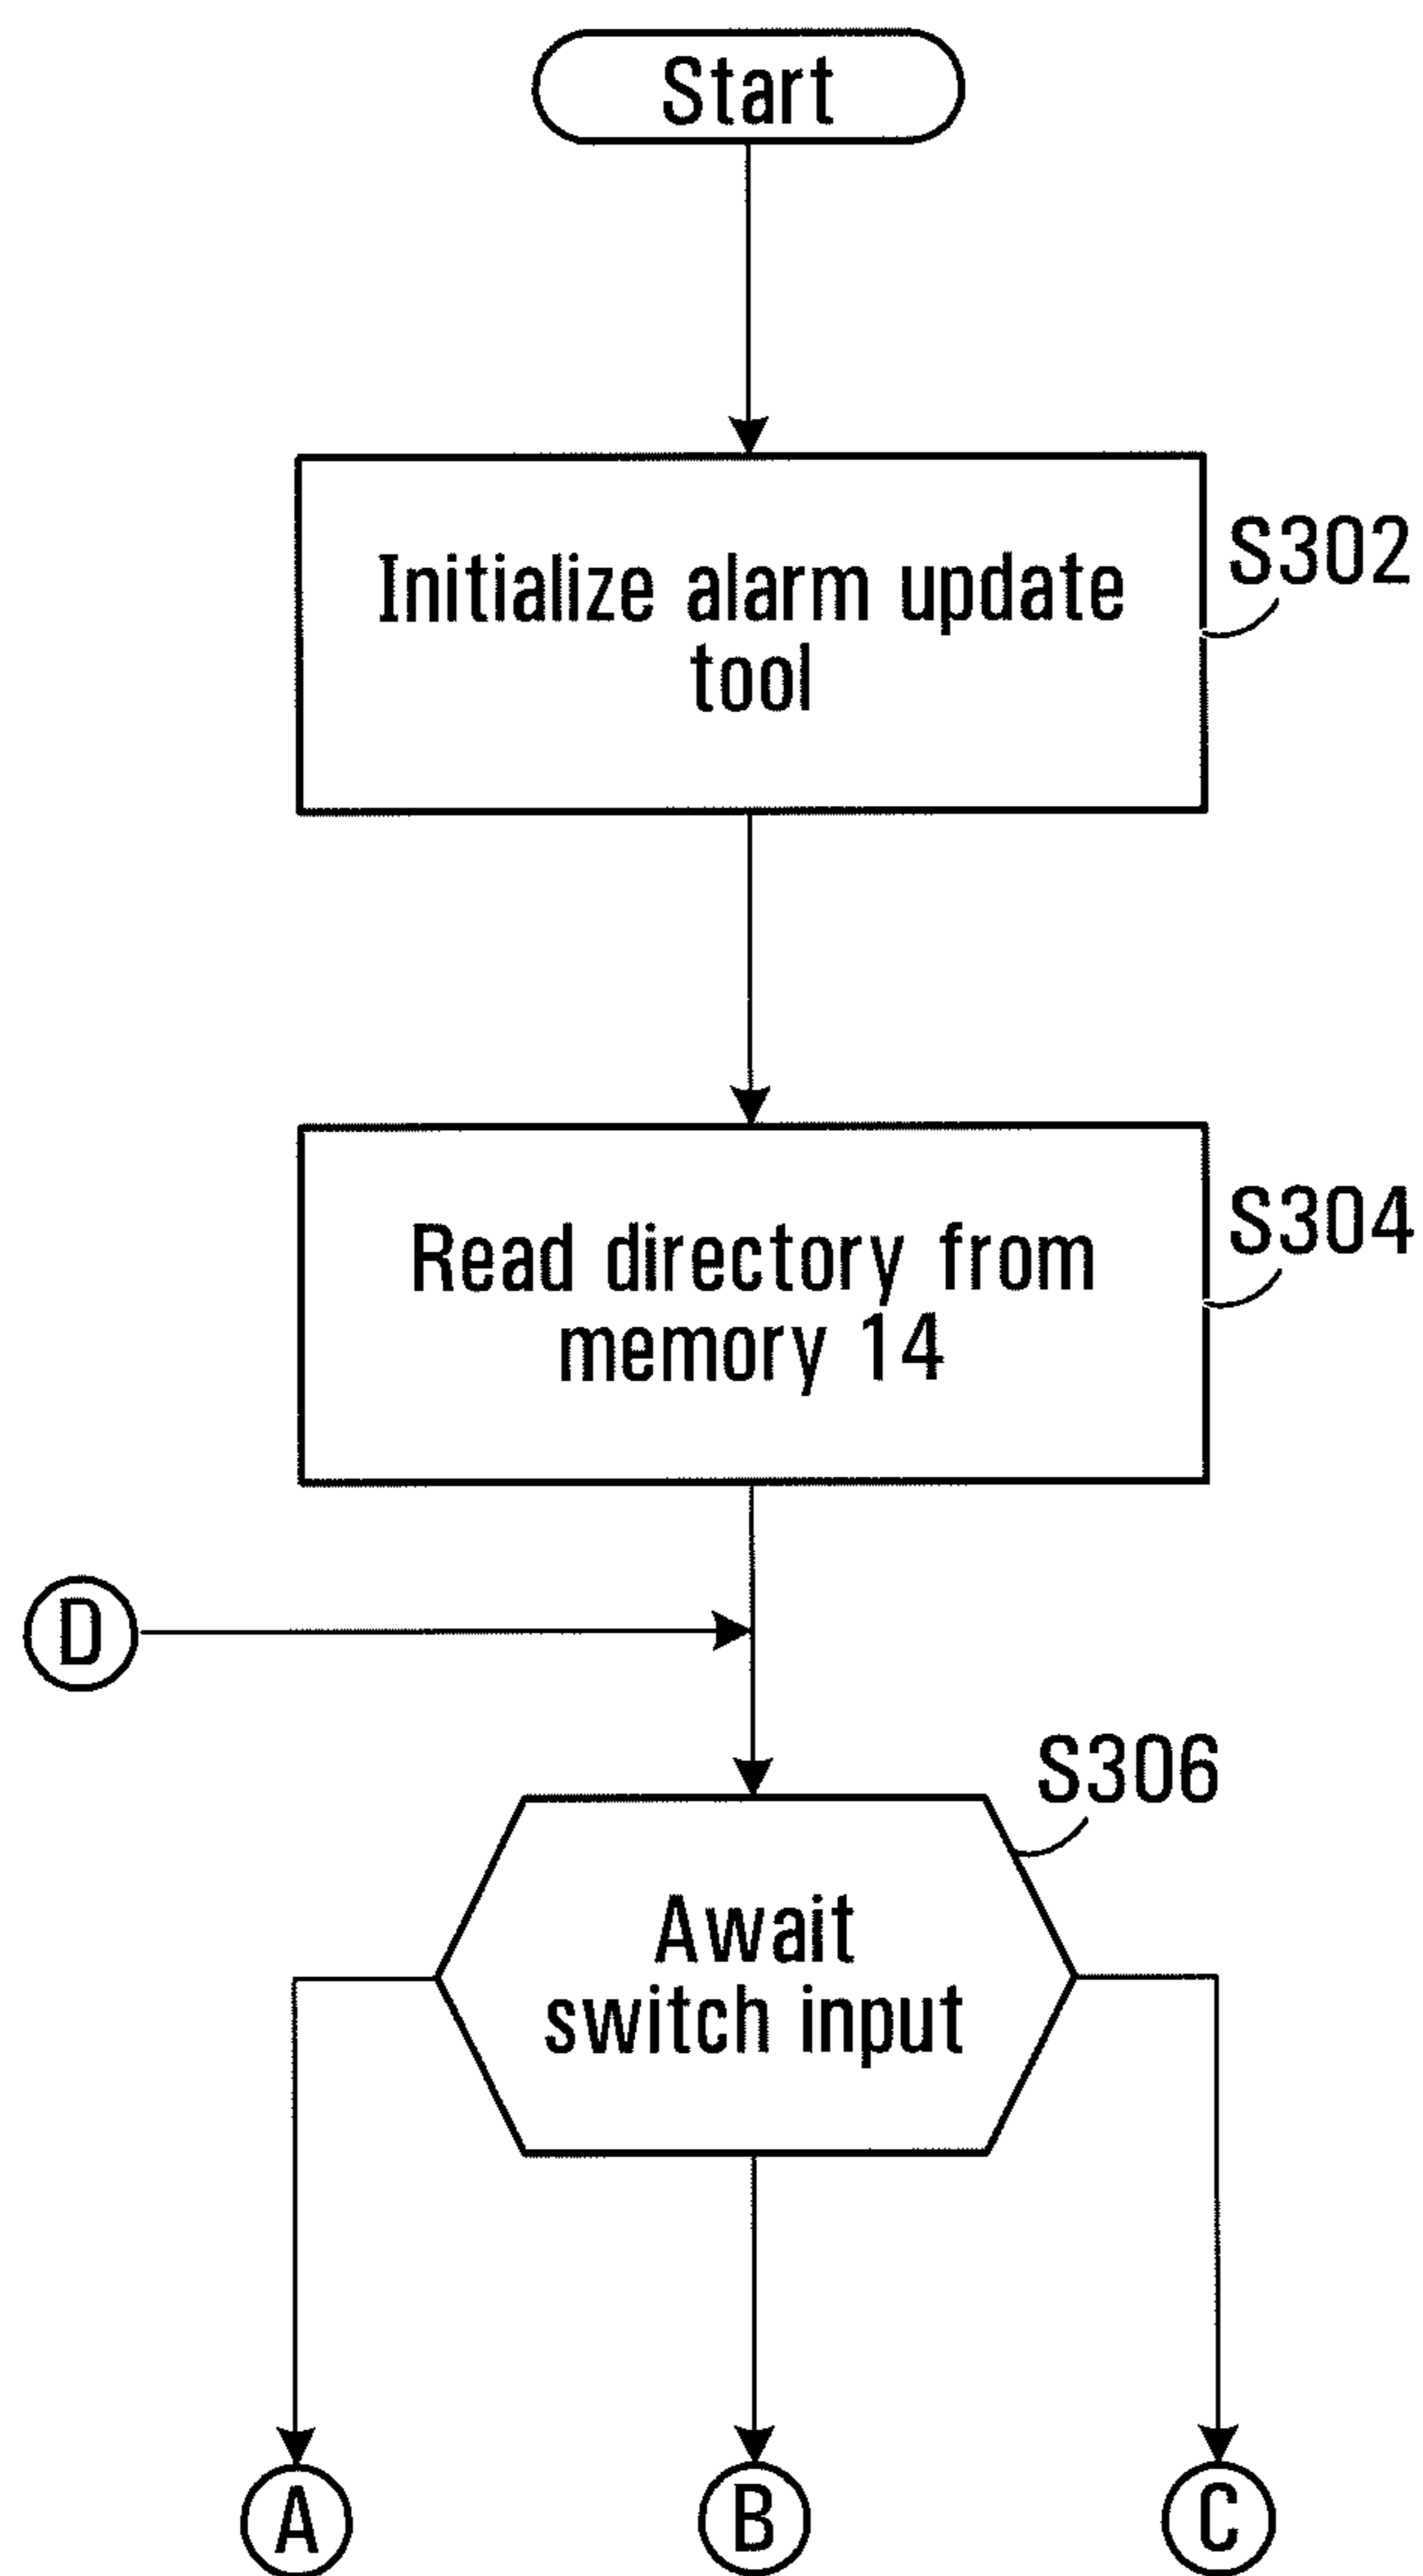 Start
Initialize alarm update
tool
S302
Read directory from
memory 14
S304
D
S306
Await
switch input
A
B
C